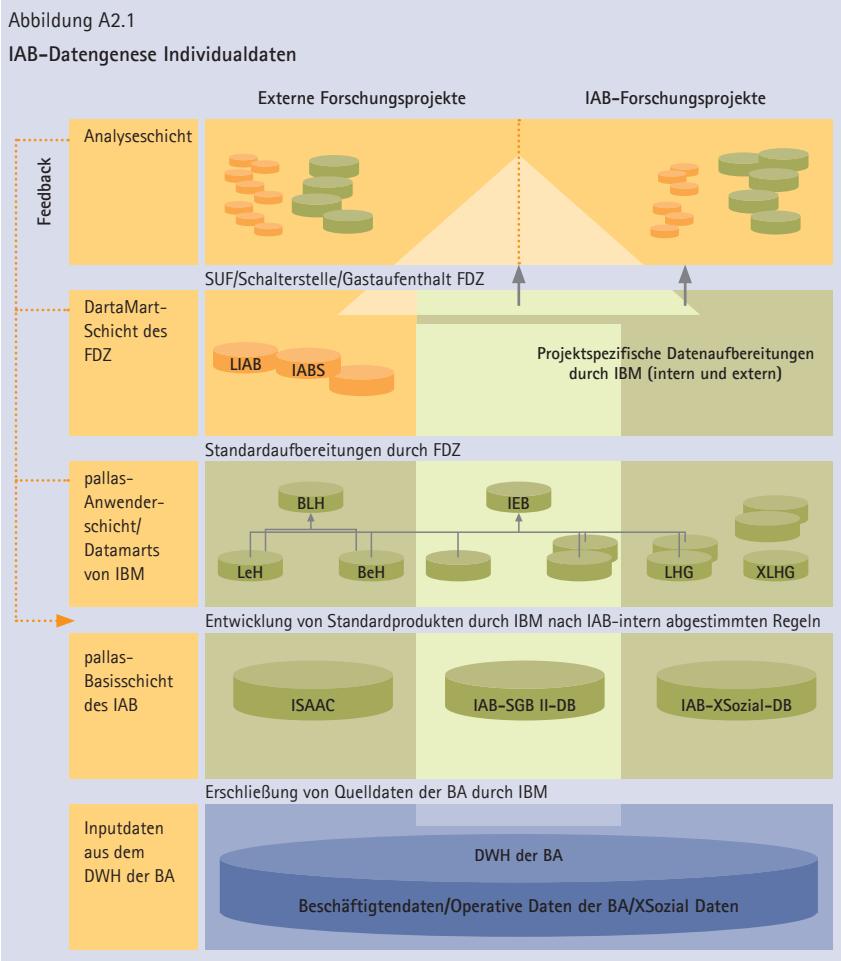 Abbildung A2.1
IAB-Datengenese Individualdaten
Externe Forschungsprojekte
IAB-Forschungsprojekte
Feedback
Analyseschicht
SUF/Schalterstelle/Gastaufenthalt FDZ
DartaMart-
Schicht des
FDZ
LIAB
IABS
Projektspezifische Datenaufbereitungen
durch IBM (intern und extern)
Standardaufbereitungen durch FDZ
pallas-
Anwender-
schicht/
Datamarts
von IBM
BLH
IEB
LeH
BeH
LHG
XLHG
Entwicklung von Standardprodukten durch IBM nach IAB-intern abgestimmten Regeln
pallas-
Basisschicht
des IAB
ISAAC
IAB-SGB II-DB
IAB-XSozial-DB
Erschließung von Quelldaten der BA durch IBM
Inputdaten
aus dem
DWH der BA
DWH der BA
Beschäftigtendaten/Operative Daten der BA/XSozial Daten